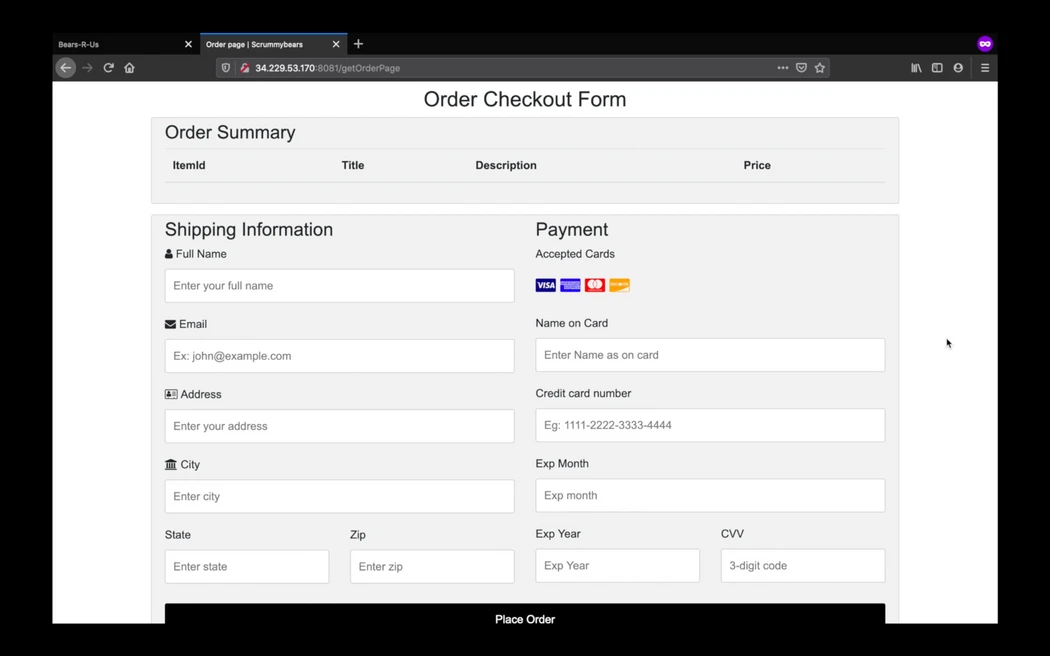 Bears-R-Us
Order page | Scrummybears
34.229.53.170:8081/getOrderPage
Order Checkout Form
Order Summary
ItemId Title Description Price
Shipping Information
Full Name
Enter your full name
Email
Ex: john@example.com
Address
Enter your address
City
Enter city
State Zip
Enter state Enter zip
Payment
Accepted Cards
VISA
Name on Card
Enter Name as on card
Credit card number
Eg: 1111-2222-3333-4444
Exp Month
Exp month
Exp Year CVV
Exp Year 3-digit code
Place Order